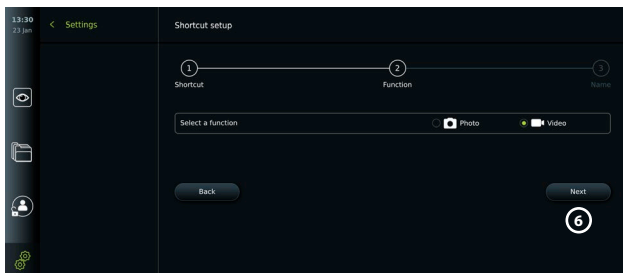 13:30
23 Jan
Settings
Shortcut setup
1
2
3
Shortcut
Function
Name
Select a function
Photo
Video
Back
Next
6